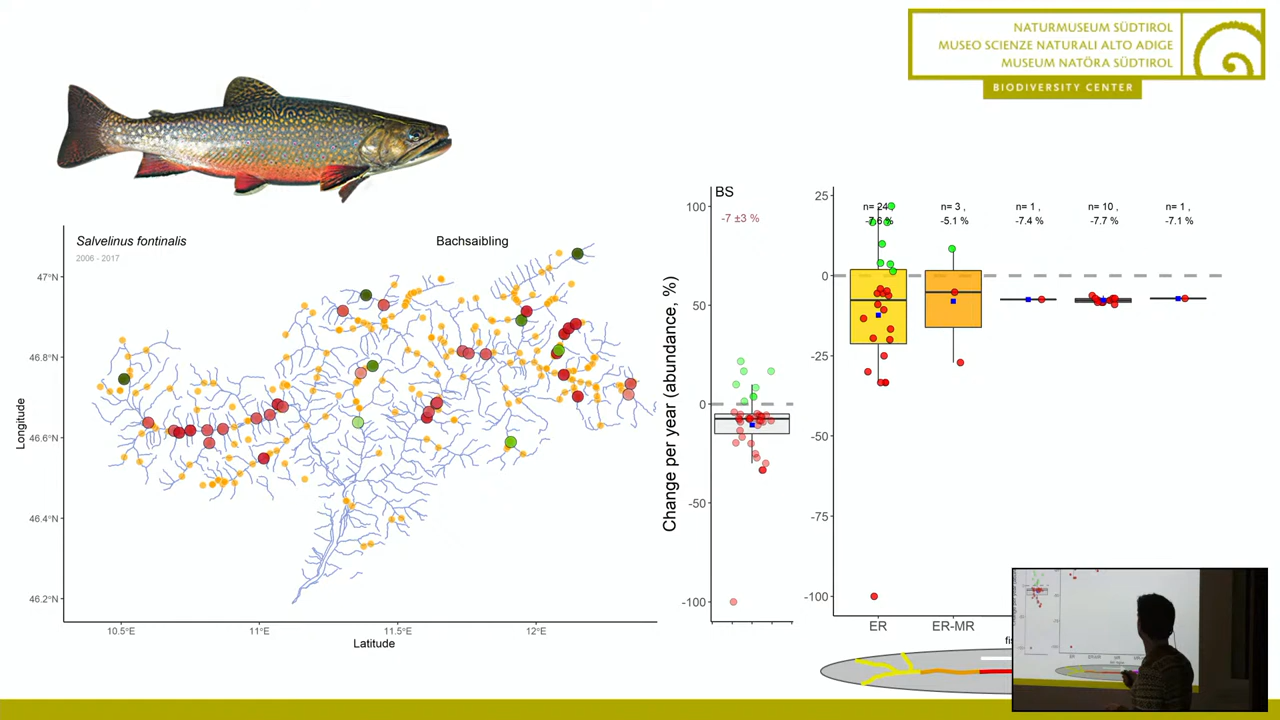 NATURMUSEUM SÜDTIROL
MUSEO SCIENZE NATURALI ALTO ADIGE
MUSEUM NATÖRA SÜDTIROL
BIODIVERSITY CENTER
Salvelinus fontinalis
Bachsaibling
2006 - 2017
47°N
46.8°N
46.6°N
46.4°N
46.2°N
Longitude
10.5°E
11°E
11.5°E
12°E
Latitude
BS
-7 ±3 %
100
50
0
-50
-100
Change per year (abundance, %)
25
0
-25
-50
-75
-100
n= 24 ,
-7.6 %
n= 3 ,
-5.1 %
n= 1 ,
-7.4 %
n= 10 ,
-7.7 %
n= 1 ,
-7.1 %
ER
ER-MR